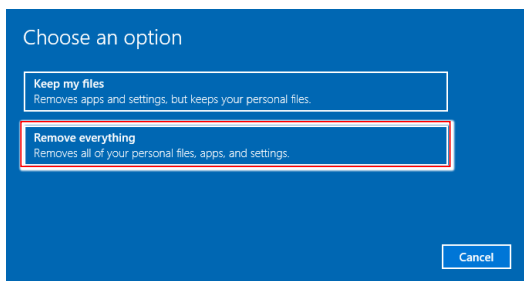 Choose an option
Keep my files
Removes apps and settings, but keeps your personal files.
Remove everything
Removes all of your personal files, apps, and settings.
Cancel